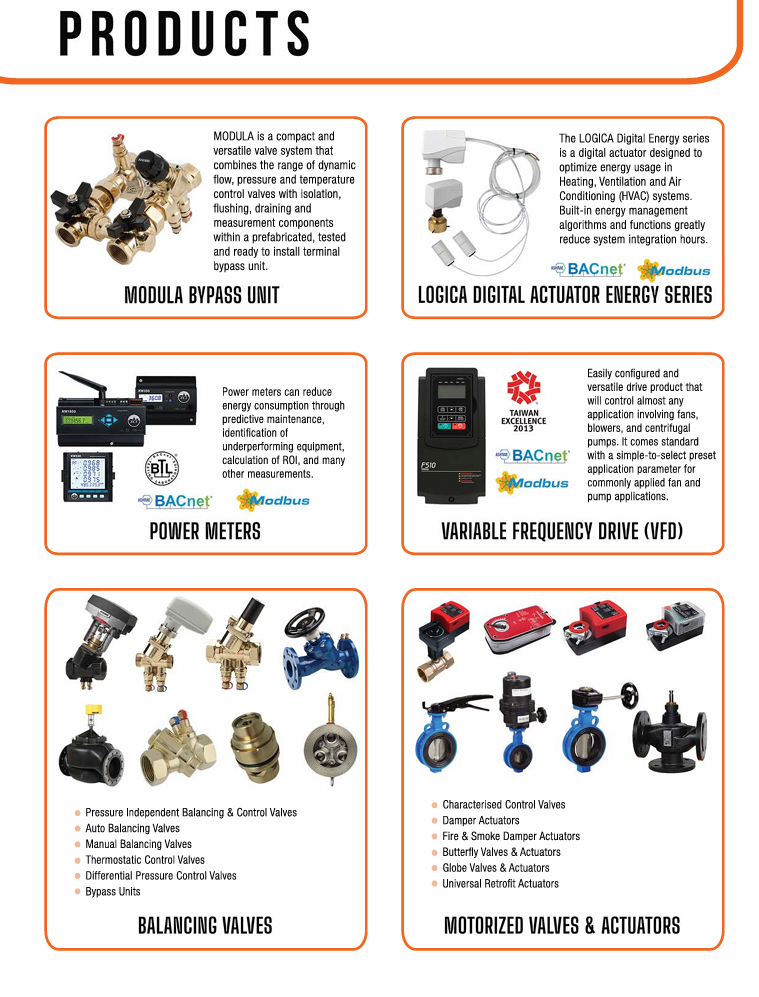 PRODUCTS
MODULA is a compact and
versatile valve system that
combines the range of dynamic
flow, pressure and temperature
control valves with isolation,
flushing, draining and
measurement components
within a prefabricated, tested
and ready to install terminal
bypass unit.
MODULA BYPASS UNIT
The LOGICA Digital Energy series
is a digital actuator designed to
optimize energy usage in
Heating, Ventilation and Air
Conditioning (HVAC) systems.
Built-in energy management
algorithms and functions greatly
reduce system integration hours.
ASHRAE BACnet Modbus
LOGICA DIGITAL ACTUATOR ENERGY SERIES
Power meters can reduce
energy consumption through
predictive maintenance,
identification of
underperforming equipment,
calculation of ROI, and many
other measurements.
BTL
ASHRAE BACnet Modbus
POWER METERS
TAIWAN
EXCELLENCE
2013
ASHRAE BACnet
Modbus
F510
Easily configured and
versatile drive product that
will control almost any
application involving fans,
blowers, and centrifugal
pumps. It comes standard
with a simple-to-select preset
application parameter for
commonly applied fan and
pump applications.
VARIABLE FREQUENCY DRIVE (VFD)
Pressure Independent Balancing & Control Valves
Auto Balancing Valves
Manual Balancing Valves
Thermostatic Control Valves
Differential Pressure Control Valves
Bypass Units
BALANCING VALVES
Characterised Control Valves
Damper Actuators
Fire & Smoke Damper Actuators
Butterfly Valves & Actuators
Globe Valves & Actuators
Universal Retrofit Actuators
MOTORIZED VALVES & ACTUATORS